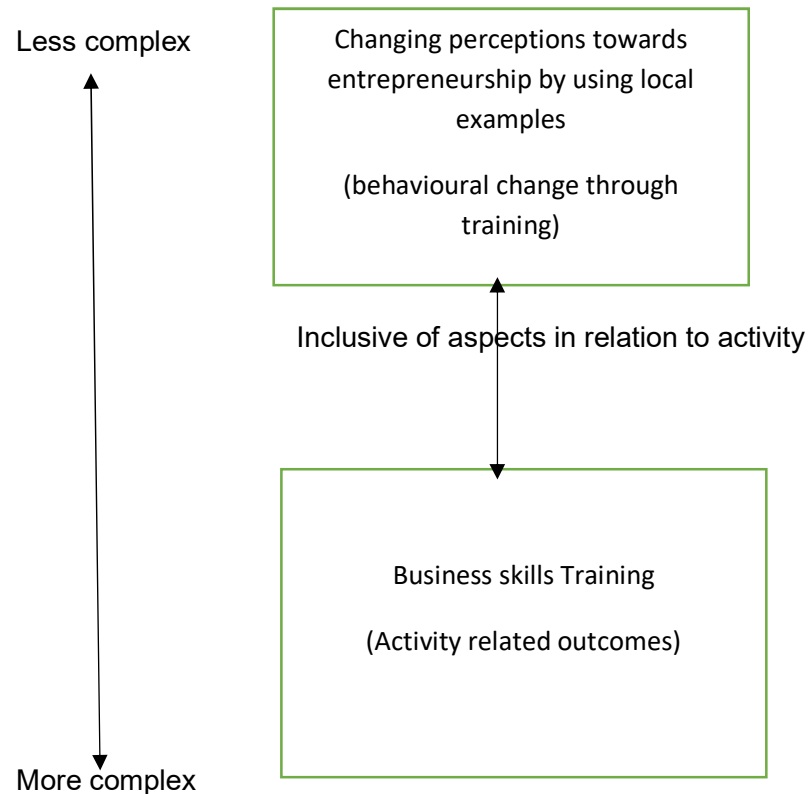 Less complex
Changing perceptions towards
entrepreneurship by using local
examples
(behavioural change through
training)
Inclusive of aspects in relation to activity
Business skills Training
(Activity related outcomes)
More complex